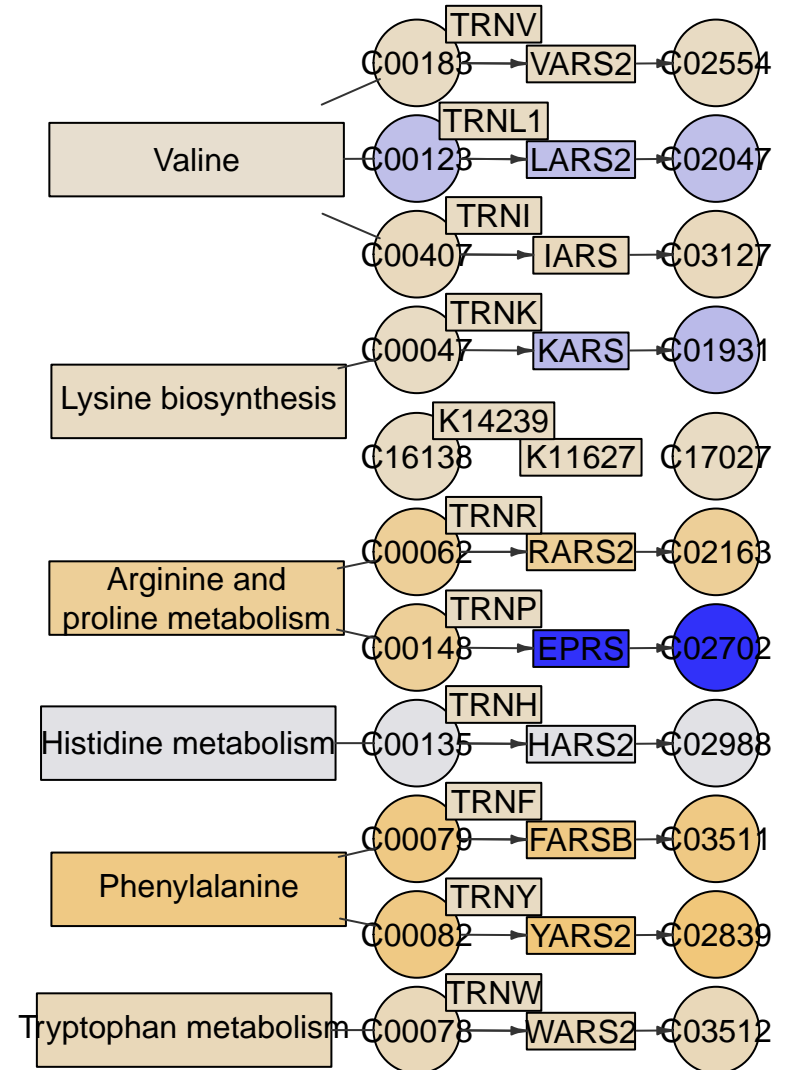 TRNV
C00183
VARS2
C02554
TRNL1
Valine
C00123
LARS2
C02047
TRNI
C00407
IARS
C03127
TRNK
C00047
KARS
C01931
Lysine biosynthesis
K14239
C16138
K11627
C17027
TRNR
C00062
RARS2
C02163
Arginine and
proline metabolism
TRNP
C00148
EPRS
C02702
TRNH
Histidine metabolism
C00135
HARS2
C02988
TRNF
C00079
FARSB
C03511
Phenylalanine
TRNY
C00082
YARS2
C02839
TRNW
Tryptophan metabolism
C00078
WARS2
C03512